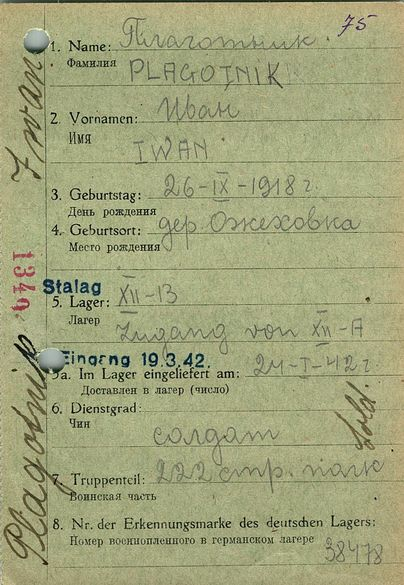 75
1. Name: Плаготник.
Фамилия PLAGOTNIK
2. Vornamen: Иван
Имя
IWAN
3. Geburtstag: 26-IX-1918 г.
День рождения
4. Geburtsort: дер Ожеховка
Место рождения
Stalag
5. Lager: XII-13
Лагер
Zugang von XII-A
Eingang 19.3.42.
5a. Im Lager eingeliefert am: 24-I-42 г.
Доставлен в лагер (число)
6. Dienstgrad:
Чин
солдат
Sold.
7. Truppenteil: 222 стр. полк
Воинская часть
8. Nr. der Erkennungsmarke des deutschen Lagers:
Номер военнопленного в германском лагере
38478
Plagotnik Iwan